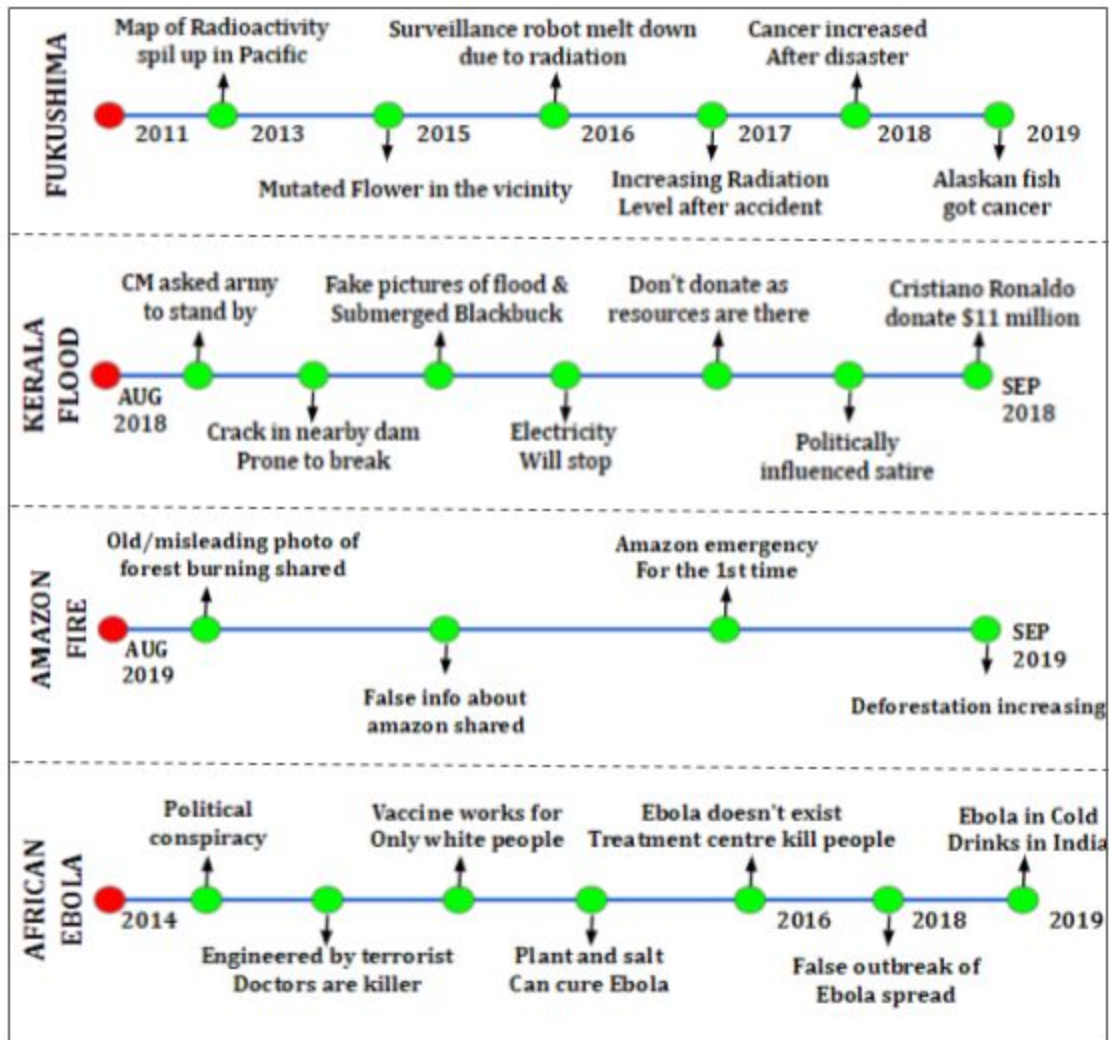 FUKUSHIMA
Map of Radioactivity
spil up in Pacific
Surveillance robot melt down
due to radiation
Cancer increased
After disaster
2011
2013
2015
2016
2017
2018
2019
Mutated Flower in the vicinity
Increasing Radiation
Level after accident
Alaskan fish
got cancer
KERALA
FLOOD
CM asked army
to stand by
Fake pictures of flood &
Submerged Blackbuck
Don't donate as
resources are there
Cristiano Ronaldo
donate $11 million
AUG
2018
SEP
2018
Crack in nearby dam
Prone to break
Electricity
Will stop
Politically
influenced satire
AMAZON
FIRE
Old/misleading photo of
forest burning shared
Amazon emergency
For the 1st time
AUG
2019
SEP
2019
False info about
amazon shared
Deforestation increasing
AFRICAN
EBOLA
Political
conspiracy
Vaccine works for
Only white people
Ebola doesn't exist
Treatment centre kill people
Ebola in Cold
Drinks in India
2014
2016
2018
2019
Engineered by terrorist
Doctors are killer
Plant and salt
Can cure Ebola
False outbreak of
Ebola spread